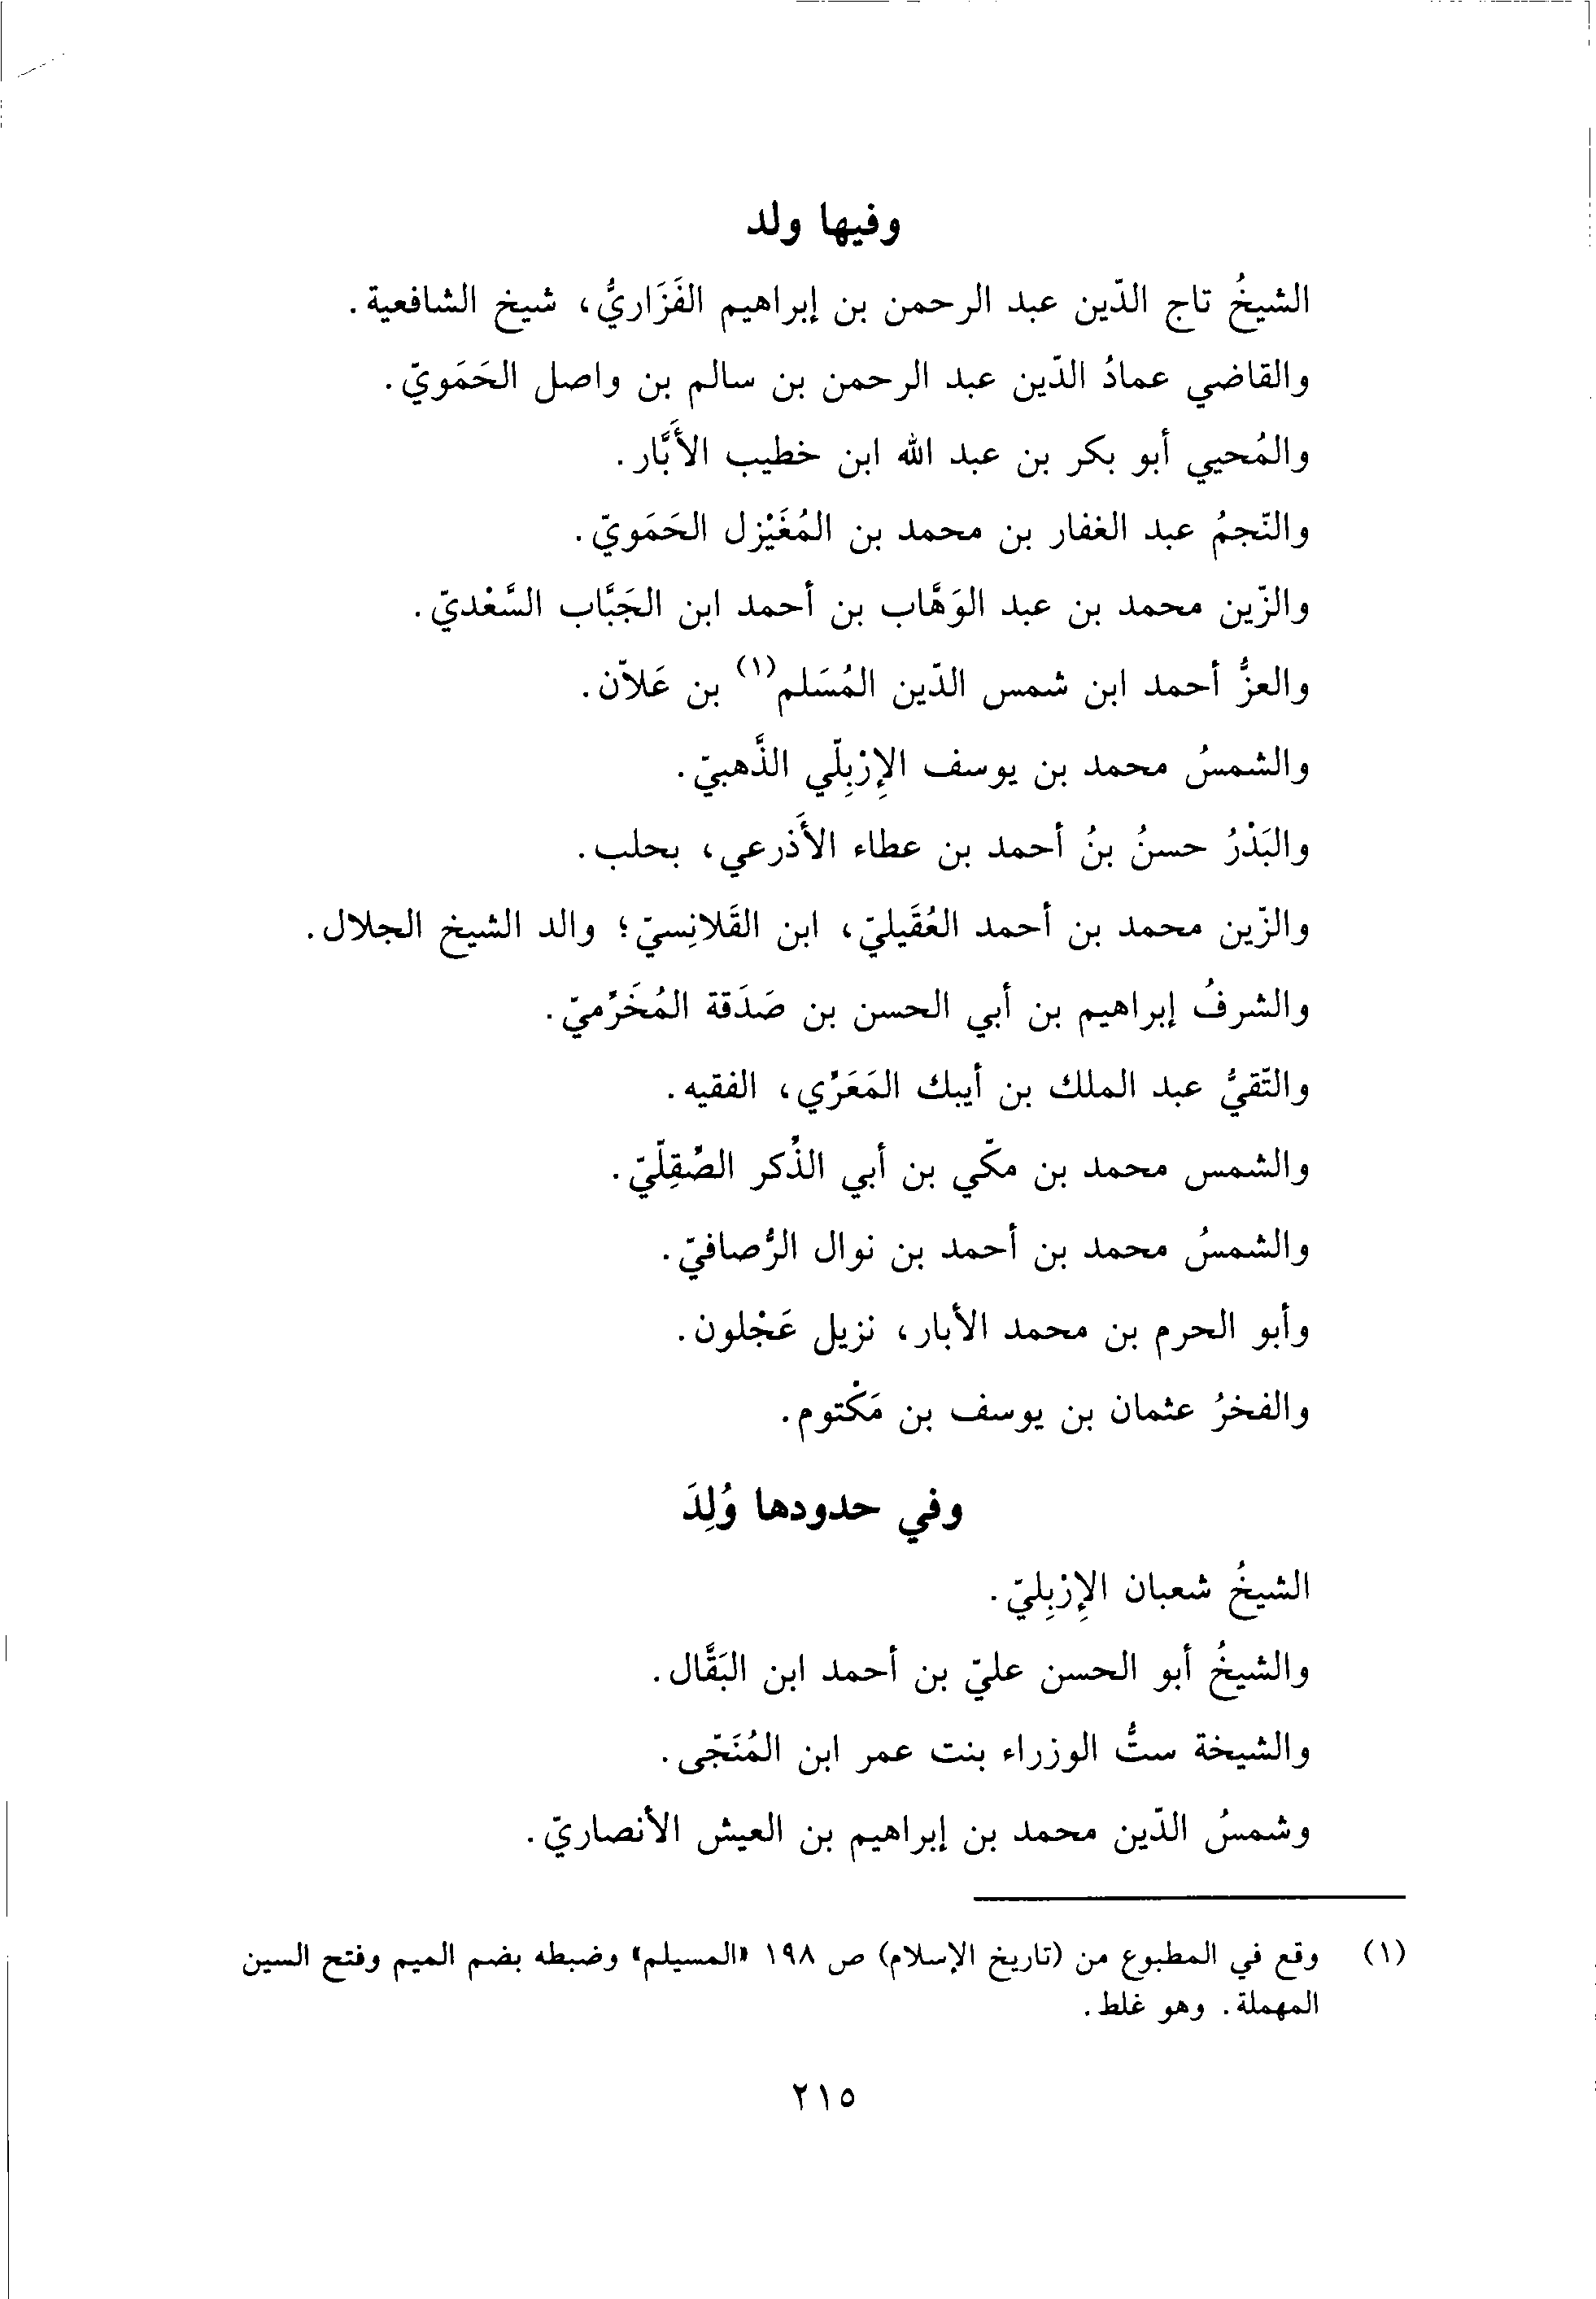 وفيها ولد
الشيخُ تاج الدّين عبد الرحمن بن إبراهيم الفَزَاريُّ، شيخ الشافعية.
والقاضي عمادُ الدّين عبد الرحمن بن سالم بن واصل الحَمَويّ.
والمُحيي أبو بكر بن عبد الله ابن خطيب الأَبَّار.
والنّجمُ عبد الغفار بن محمد بن المُغَيْزل الحَمَويّ.
والزّين محمد بن عبد الوَهَّاب بن أحمد ابن الجَبَّاب السَّعْديّ.
والعزُّ أحمد ابن شمس الدّين المُسَلم(١) بن عَلاّن.
والشمسُ محمد بن يوسف الإِرْبِلّي الذَّهبيّ.
والبَدْرُ حسنُ بنُ أحمد بن عطاء الأَذرعي، بحلب.
والزّين محمد بن أحمد العُقَيليّ، ابن القَلانِسيّ؛ والد الشيخ الجلال.
والشرفُ إبراهيم بن أبي الحسن بن صَدَقة المُخَرِّميّ.
والتّقيُّ عبد الملك بن أيبك المَعَرِّي، الفقيه.
والشمس محمد بن مكّي بن أبي الذِّكر الصِّقِلّيّ.
والشمسُ محمد بن أحمد بن نوال الرُّصافيّ.
وأبو الحرم بن محمد الأبار، نزيل عَجْلون.
والفخرُ عثمان بن يوسف بن مَكْتوم.
وفي حدودها وُلِدَ
الشيخُ شعبان الإِرْبِليّ.
والشيخُ أبو الحسن عليّ بن أحمد ابن البَقَّال.
والشيخة ستُّ الوزراء بنت عمر ابن المُنَجّى.
وشمسُ الدّين محمد بن إبراهيم بن العيش الأنصاريّ.
(١) وقع في المطبوع من (تاريخ الإسلام) ص ١٩٨ «المسيلم» وضبطه بضم الميم وفتح السين
المهملة. وهو غلط.
٢١٥